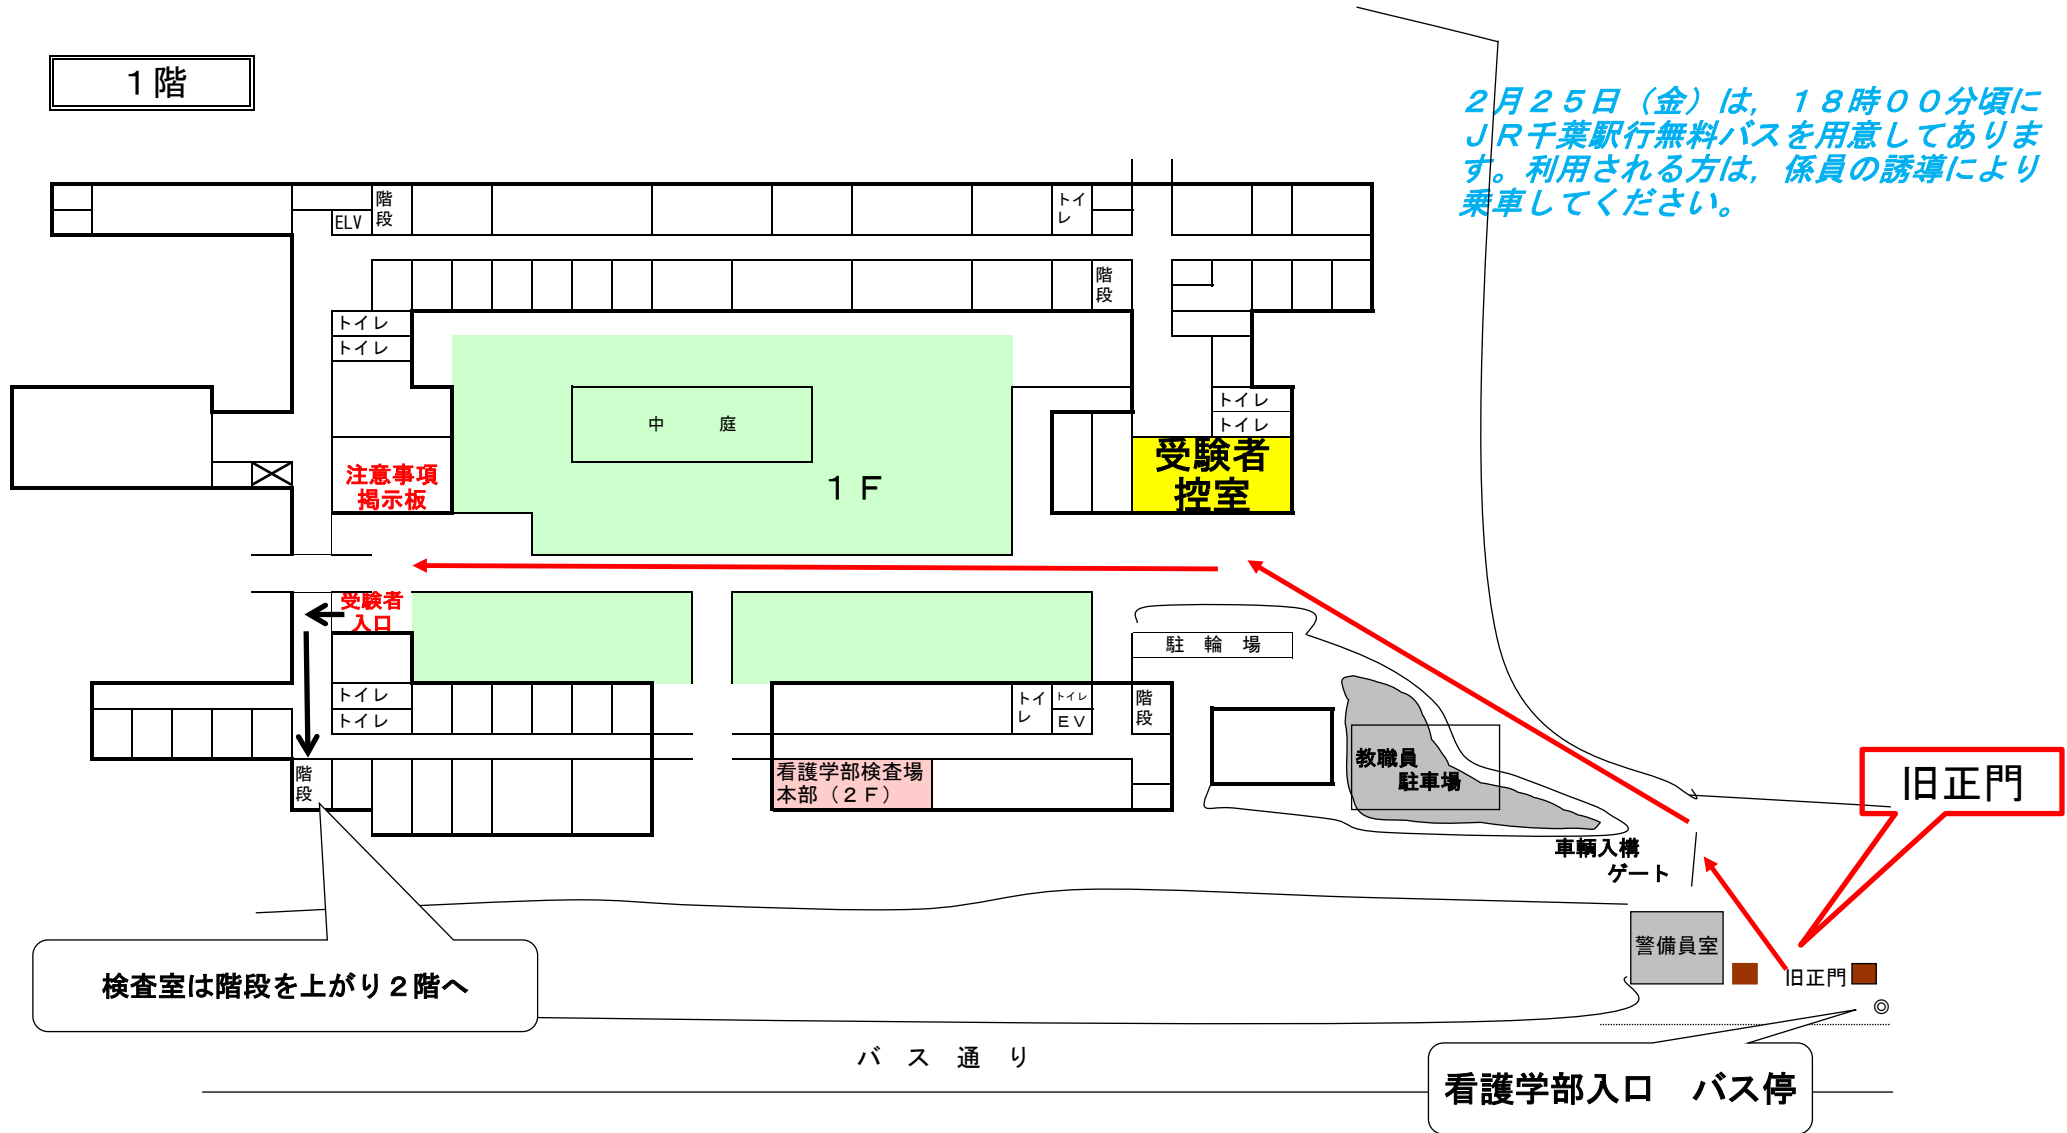 １階
２月２５日（金）は，１８時００分頃に
ＪＲ千葉駅行無料バスを用意してありま
す。利用される方は，係員の誘導により
乗車してください。
階
段
ELV
トイ
レ
階
段
トイレ
トイレ
中　庭
１Ｆ
トイレ
トイレ
受験者
控室
注意事項
掲示板
受験者
入口
駐　輪　場
トイレ
トイレ
トイ
レ
トイレ
ＥＶ
階
段
階
段
看護学部検査場
本部（２Ｆ）
教職員
駐車場
旧正門
車輌入構
ゲート
警備員室
旧正門
◎
検査室は階段を上がり２階へ
バ　ス　通　り
看護学部入口　バス停